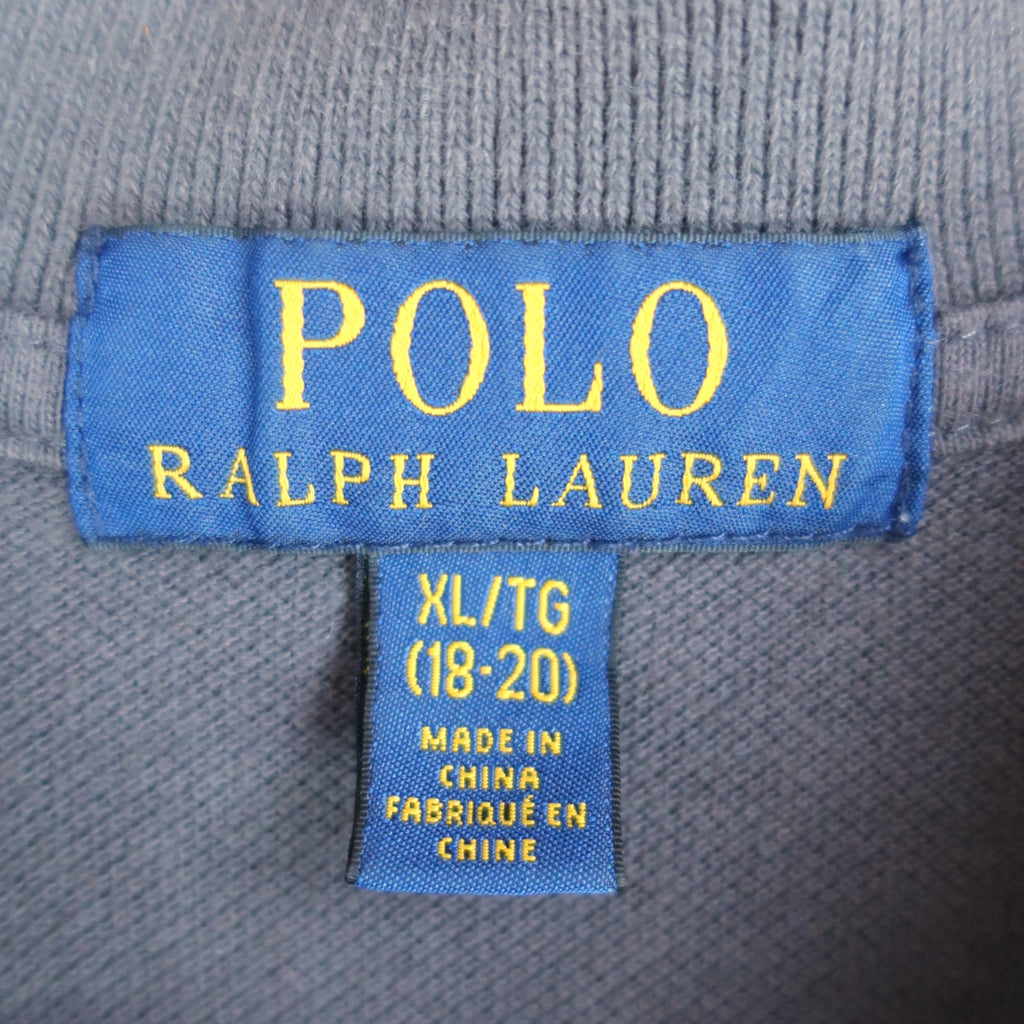 POLO
RALPH LAUREN
XL/TG
(18-20)
MADE IN
CHINA
FABRIQUÉ EN
CHINE